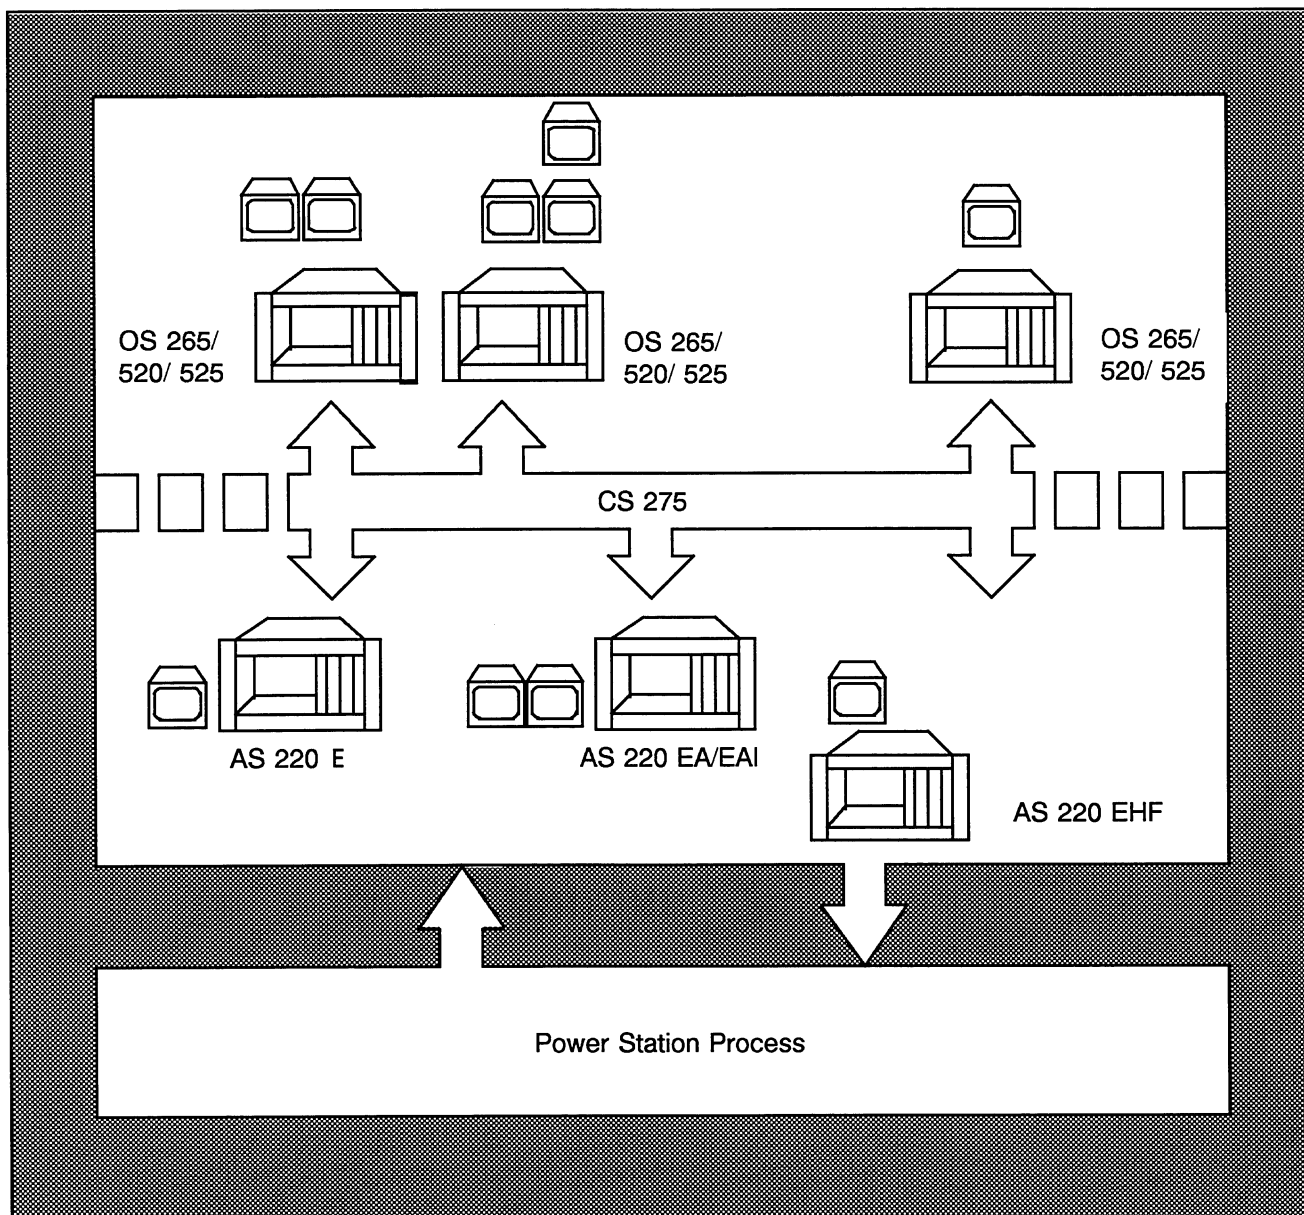 OS 265/
520/ 525
OS 265/
520/ 525
OS 265/
520/ 525
CS 275
AS 220 E
AS 220 EA/EAI
AS 220 EHF
Power Station Process